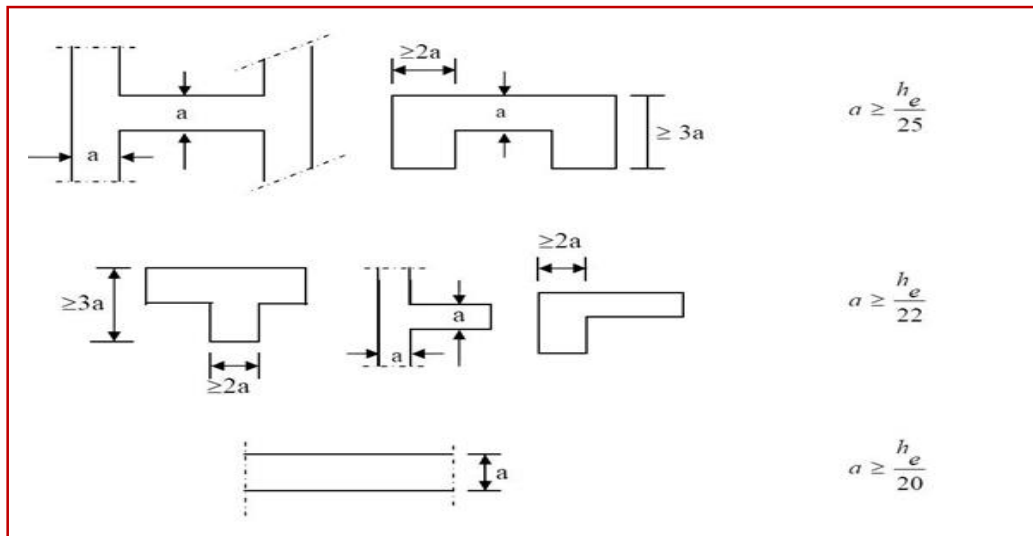 ≥2a
a
a
≥ 3a
a
a ≥ h_e/25
≥2a
≥3a
a
a
≥2a
a ≥ h_e/22
a
a ≥ h_e/20